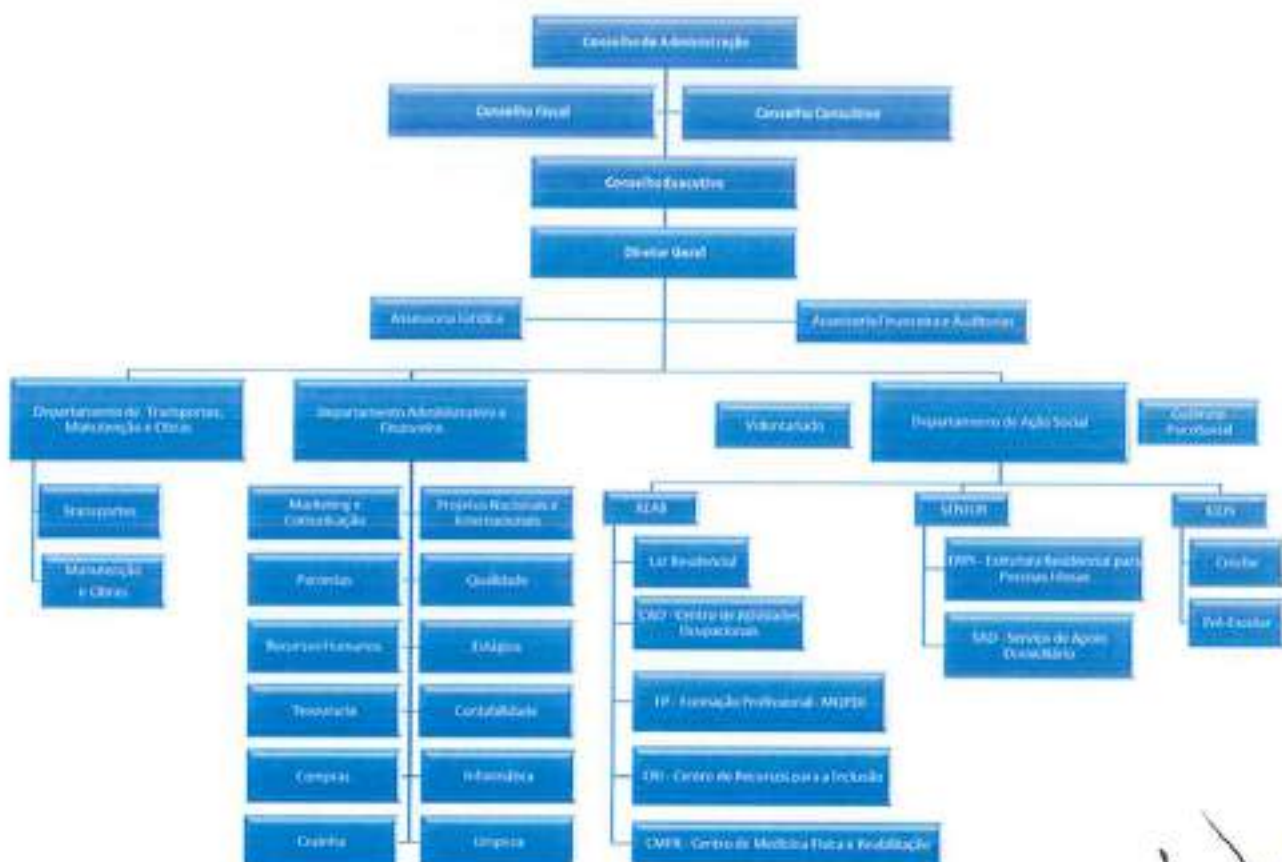 Conselho de Administração
Conselho Fiscal
Conselho Consultivo
Conselho Executivo
Diretor Geral
Assessoria Jurídica
Assessoria Financeira e Auditorias
Departamento de Transportes,
Manutenção e Obras
Departamento Administrativo e
Financeiro
Voluntariado
Departamento de Ação Social
Gabinete
PsicoSocial
Transportes
Manutenção
e Obras
Marketing e
Comunicação
Projetos Nacionais e
Internacionais
Parcerias
Qualidade
Recursos Humanos
Estágios
Tesouraria
Contabilidade
Compras
Informática
Cozinha
Limpeza
REAB
Lar Residencial
CAO - Centro de Atividades
Ocupacionais
FP - Formação Profissional -
CRI - Centro de Recursos para a Inclusão
CMFR - Centro de Medicina Física e Reabilitação
SENIOR
ERPI - Estrutura Residencial para
Pessoas Idosas
SAD - Serviço de Apoio
Domiciliário
KIDS
Creche
Pré-Escolar